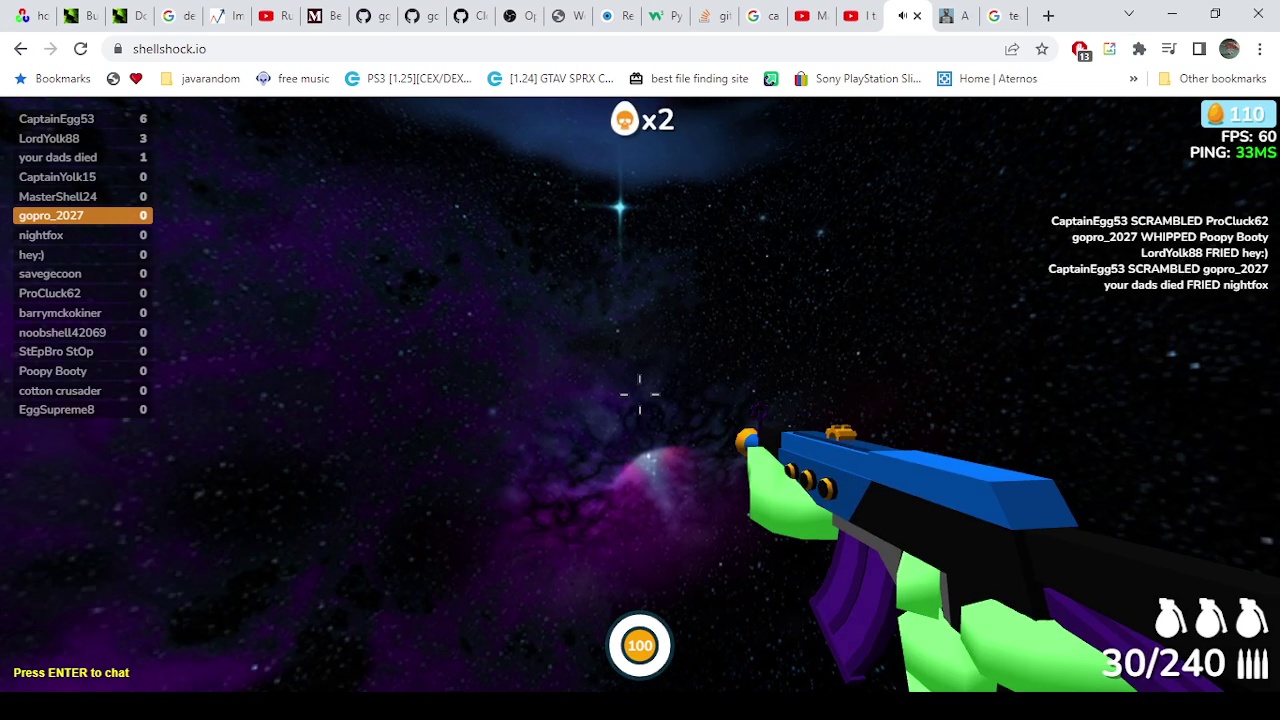 hc
Bu
Dc
de
Im
Ru
Be
gc
gc
Cl
Op
W
Re
Py
git
ca
M
I t
A
te
shellshock.io
13
Bookmarks
javarandom
free music
PS3 [1.25][CEX/DEX...
[1.24] GTAV SPRX C...
best file finding site
Sony PlayStation Sli...
Home | Aternos
»
Other bookmarks
CaptainEgg53 6
LordYolk88 3
your dads died 1
CaptainYolk15 0
MasterShell24 0
gopro_2027 0
nightfox 0
hey:) 0
savegecoon 0
ProCluck62 0
barrymckokiner 0
noobshell42069 0
StEpBro StOp 0
Poopy Booty 0
cotton crusader 0
EggSupreme8 0
x2
110
FPS: 60
PING: 33MS
CaptainEgg53 SCRAMBLED ProCluck62
gopro_2027 WHIPPED Poopy Booty
LordYolk88 FRIED hey:)
CaptainEgg53 SCRAMBLED gopro_2027
your dads died FRIED nightfox
100
Press ENTER to chat
30/240